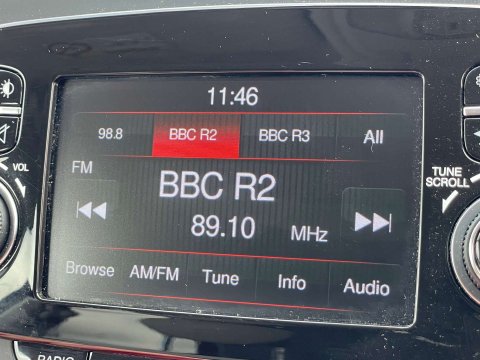 11:46
98.8 BBC R2 BBC R3 All
FM
BBC R2
89.10 MHz
Browse AM/FM Tune Info Audio
VOL
TUNE
SCROLL
RADIO